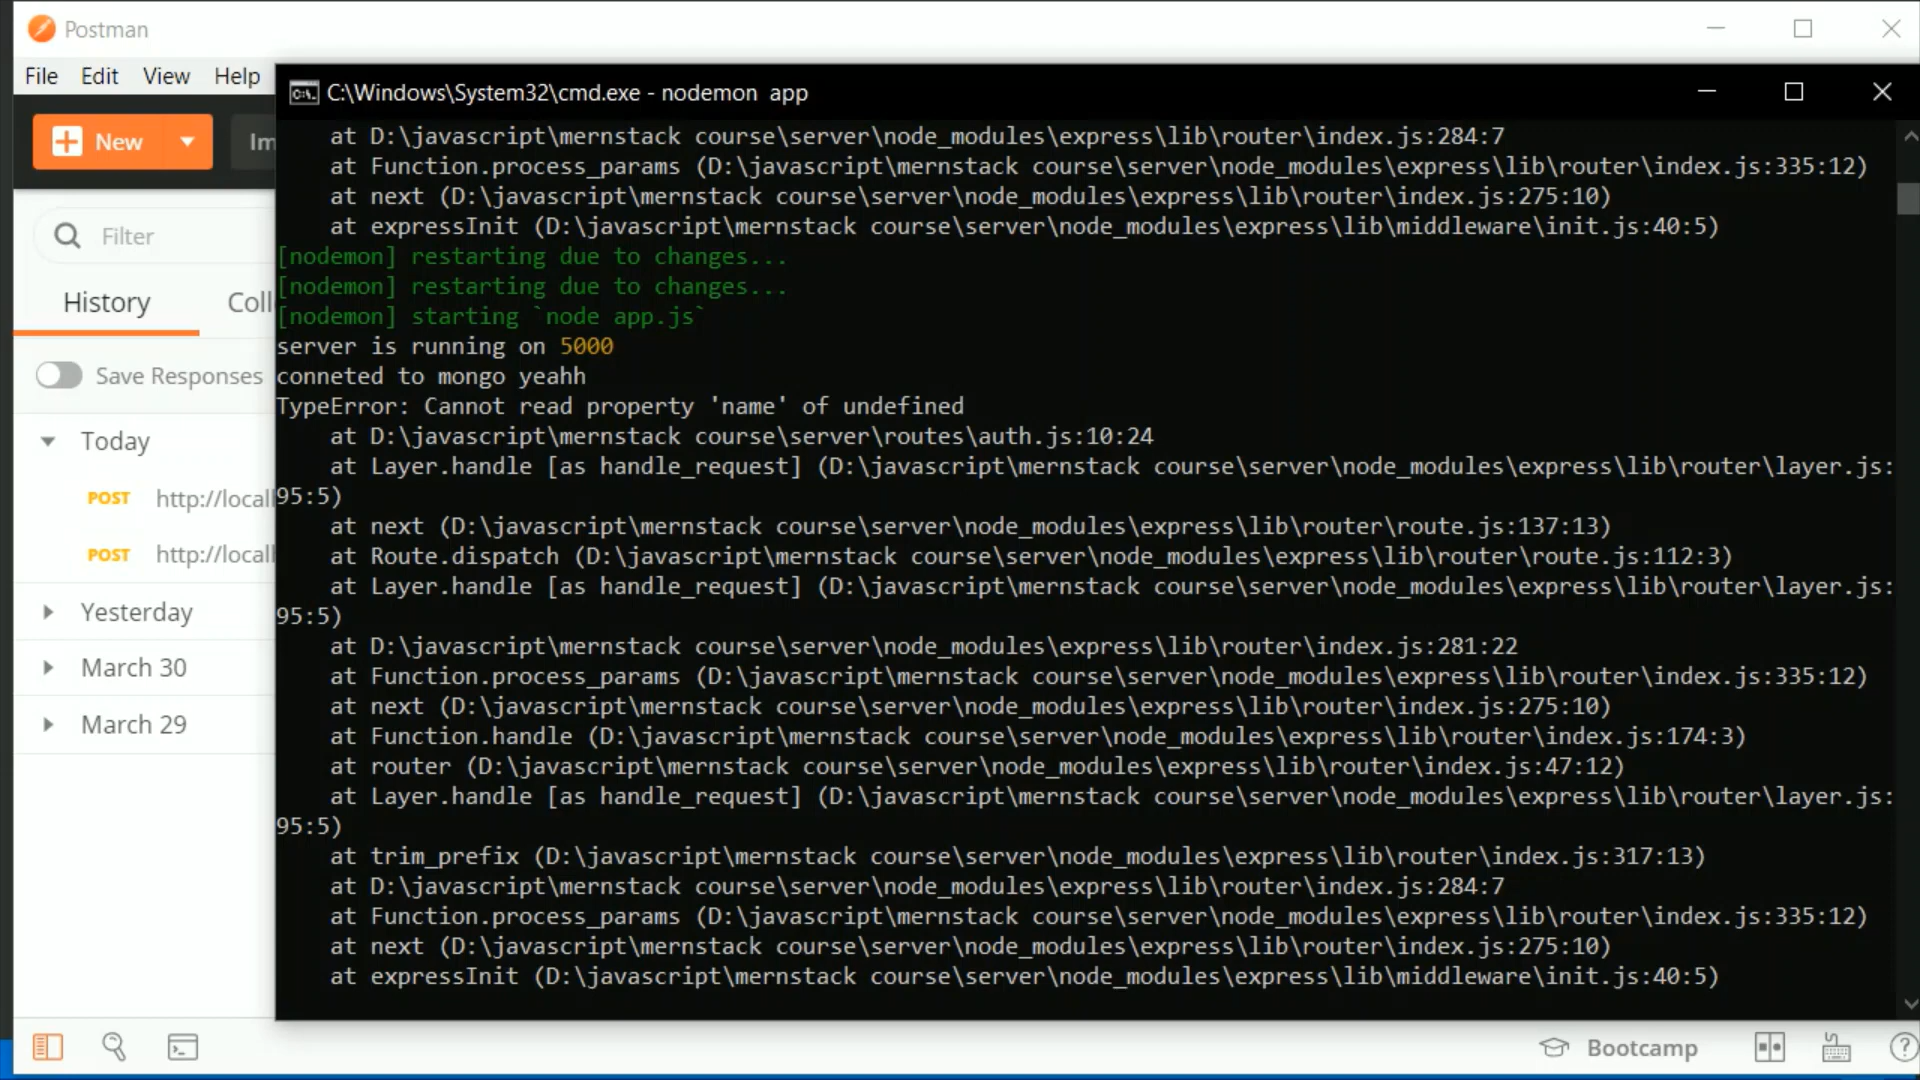 Postman
File Edit View Help
New
Im
Filter
History
Coll
Save Responses
Today
POST http://locall
POST http://locall
Yesterday
March 30
March 29
C:\Windows\System32\cmd.exe - nodemon  app
    at D:\javascript\mernstack course\server\node_modules\express\lib\router\index.js:284:7
    at Function.process_params (D:\javascript\mernstack course\server\node_modules\express\lib\router\index.js:335:12)
    at next (D:\javascript\mernstack course\server\node_modules\express\lib\router\index.js:275:10)
    at expressInit (D:\javascript\mernstack course\server\node_modules\express\lib\middleware\init.js:40:5)
[nodemon] restarting due to changes...
[nodemon] restarting due to changes...
[nodemon] starting `node app.js`
server is running on 5000
conneted to mongo yeahh
TypeError: Cannot read property 'name' of undefined
    at D:\javascript\mernstack course\server\routes\auth.js:10:24
    at Layer.handle [as handle_request] (D:\javascript\mernstack course\server\node_modules\express\lib\router\layer.js:
95:5)
    at next (D:\javascript\mernstack course\server\node_modules\express\lib\router\route.js:137:13)
    at Route.dispatch (D:\javascript\mernstack course\server\node_modules\express\lib\router\route.js:112:3)
    at Layer.handle [as handle_request] (D:\javascript\mernstack course\server\node_modules\express\lib\router\layer.js:
95:5)
    at D:\javascript\mernstack course\server\node_modules\express\lib\router\index.js:281:22
    at Function.process_params (D:\javascript\mernstack course\server\node_modules\express\lib\router\index.js:335:12)
    at next (D:\javascript\mernstack course\server\node_modules\express\lib\router\index.js:275:10)
    at Function.handle (D:\javascript\mernstack course\server\node_modules\express\lib\router\index.js:174:3)
    at router (D:\javascript\mernstack course\server\node_modules\express\lib\router\index.js:47:12)
    at Layer.handle [as handle_request] (D:\javascript\mernstack course\server\node_modules\express\lib\router\layer.js:
95:5)
    at trim_prefix (D:\javascript\mernstack course\server\node_modules\express\lib\router\index.js:317:13)
    at D:\javascript\mernstack course\server\node_modules\express\lib\router\index.js:284:7
    at Function.process_params (D:\javascript\mernstack course\server\node_modules\express\lib\router\index.js:335:12)
    at next (D:\javascript\mernstack course\server\node_modules\express\lib\router\index.js:275:10)
    at expressInit (D:\javascript\mernstack course\server\node_modules\express\lib\middleware\init.js:40:5)
Bootcamp